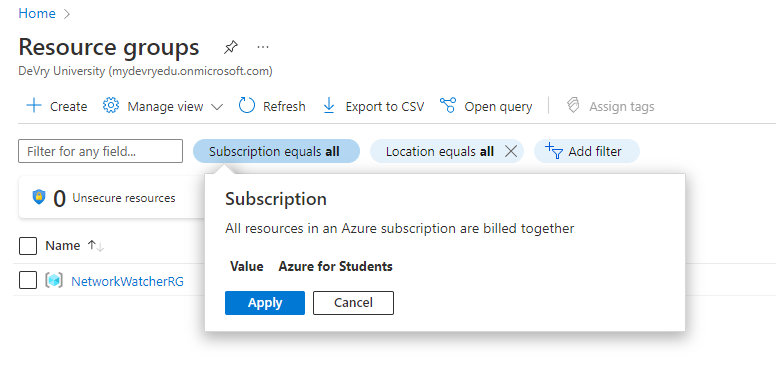 Home
Resource groups
DeVry University (mydevryedu.onmicrosoft.com)
Create Manage view Refresh Export to CSV Open query Assign tags
Filter for any field... Subscription equals all Location equals all Add filter
0 Unsecure resources
Subscription
All resources in an Azure subscription are billed together
Value Azure for Students
Apply Cancel
Name
NetworkWatcherRG